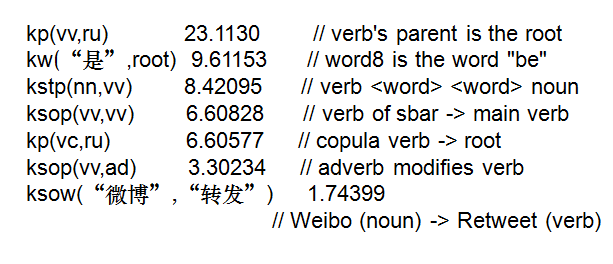 kp(vv,ru) 23.1130 // verb's parent is the root
kw(“是”,root) 9.61153 // word8 is the word "be"
kstp(nn,vv) 8.42095 // verb <word> <word> noun
ksop(vv,vv) 6.60828 // verb of sbar -> main verb
kp(vc,ru) 6.60577 // copula verb -> root
ksop(vv,ad) 3.30234 // adverb modifies verb
ksow(“微博”,“转发”) 1.74399
// Weibo (noun) -> Retweet (verb)